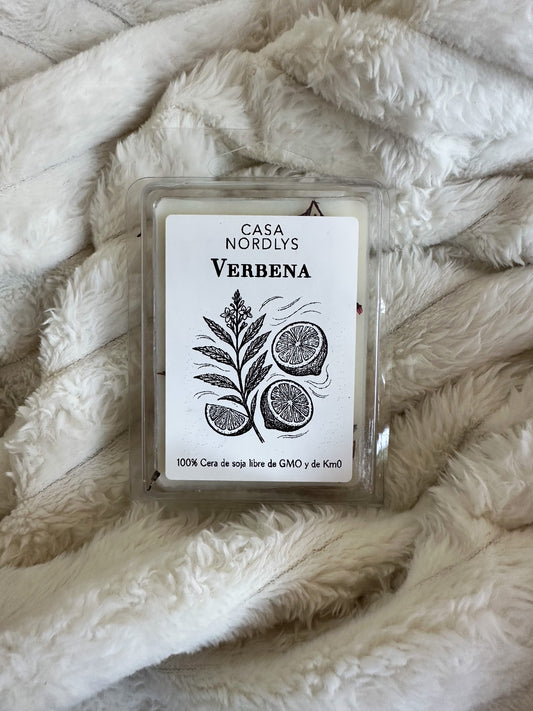 CASA
NORDLYS
VERBENA
100% Cera de soja libre de GMO y de Km0